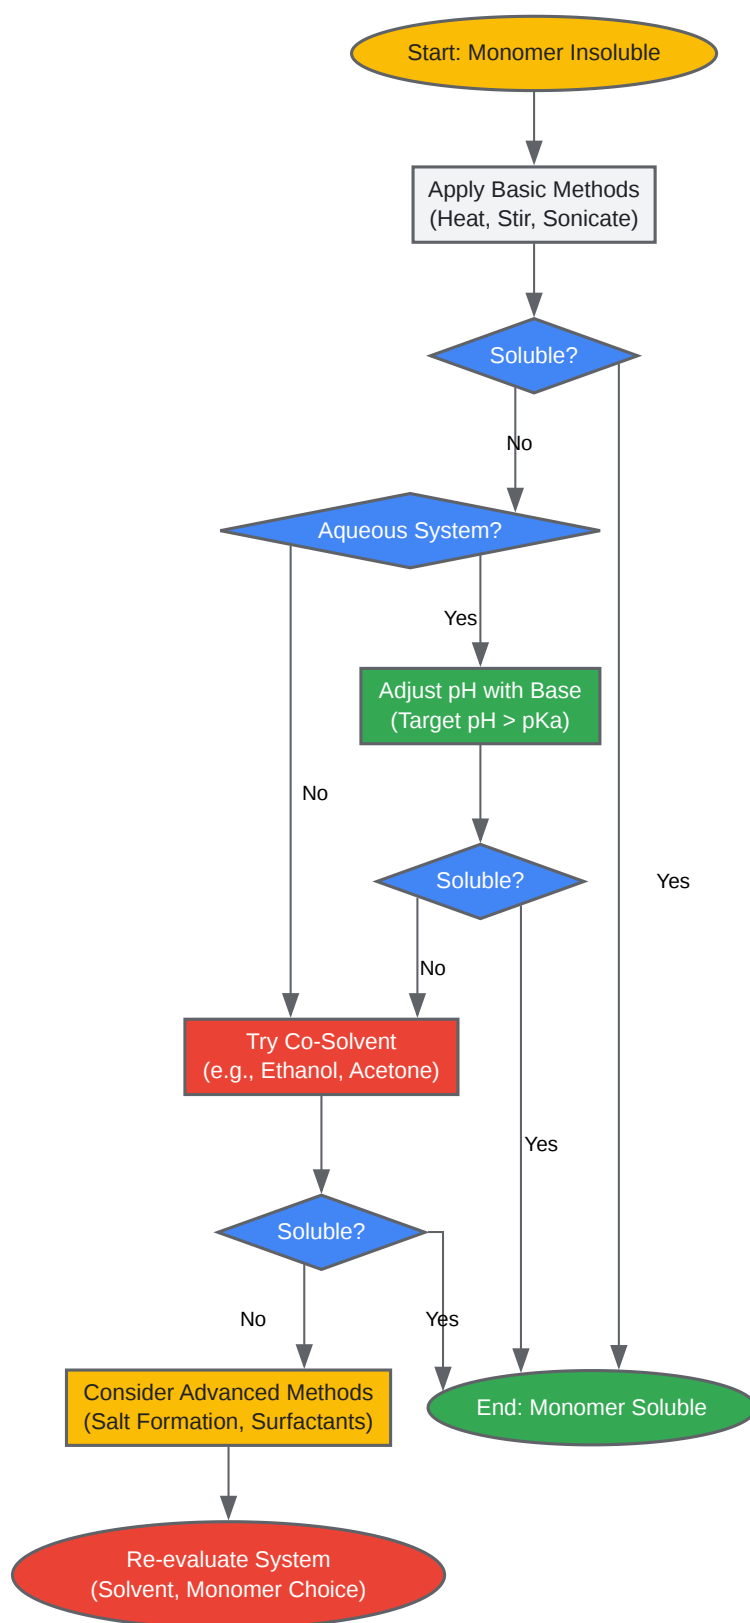 Start: Monomer Insoluble
Apply Basic Methods
(Heat, Stir, Sonicate)
Soluble?
No
Aqueous System?
Yes
Adjust pH with Base
(Target pH > pKa)
No
Soluble?
Yes
No
Try Co-Solvent
(e.g., Ethanol, Acetone)
Yes
Soluble?
No
Yes
Consider Advanced Methods
(Salt Formation, Surfactants)
End: Monomer Soluble
Re-evaluate System
(Solvent, Monomer Choice)